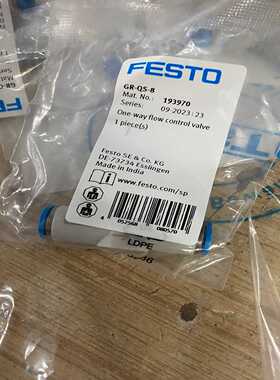 FESTO
GR-QS-8
Mat. No.: 193970
Series: 09-2023:23
One-way flow control valve
1 piece(s)
Festo SE & Co. KG
DE-73734 Esslingen
Made in India
www.festo.com/sp
LDPE